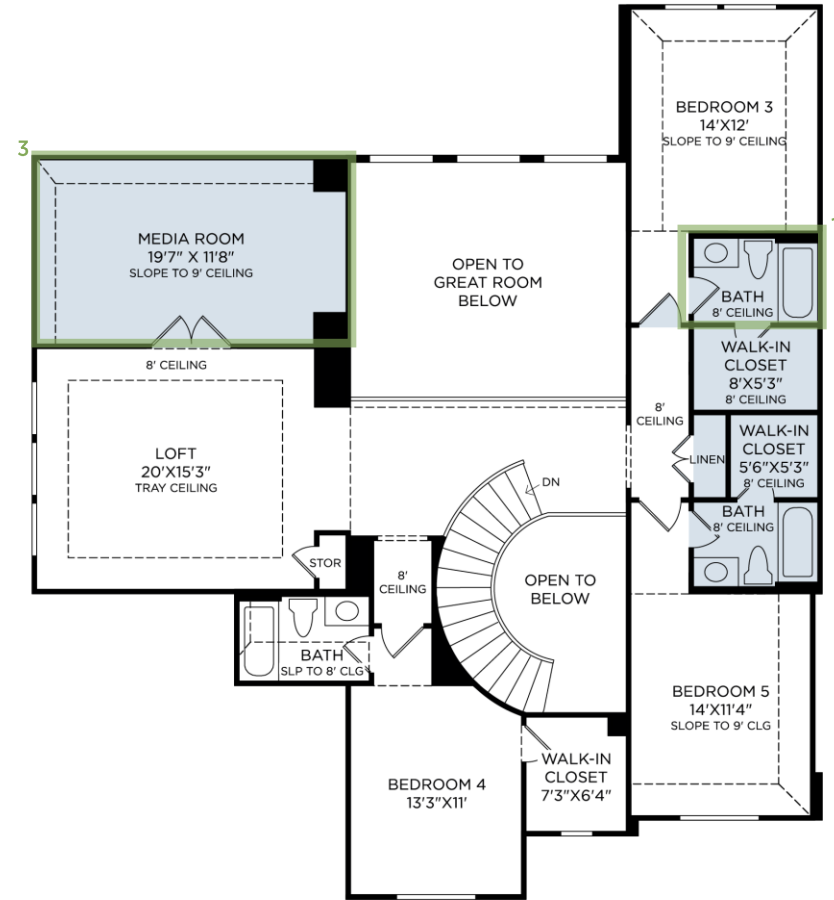 BEDROOM 3
14'X12'
SLOPE TO 9' CEILING
3
MEDIA ROOM
19'7" X 11'8"
SLOPE TO 9' CEILING
OPEN TO
GREAT ROOM
BELOW
BATH
8' CEILING
8' CEILING
WALK-IN
CLOSET
8'X5'3"
8' CEILING
LOFT
20'X15'3"
TRAY CEILING
8'
CEILING
LINEN
WALK-IN
CLOSET
5'6"X5'3"
8' CEILING
DN
BATH
8' CEILING
STOR
8'
CEILING
OPEN TO
BELOW
BATH
SLP TO 8' CLG
BEDROOM 5
14'X11'4"
SLOPE TO 9' CLG
BEDROOM 4
13'3"X11'
WALK-IN
CLOSET
7'3"X6'4"